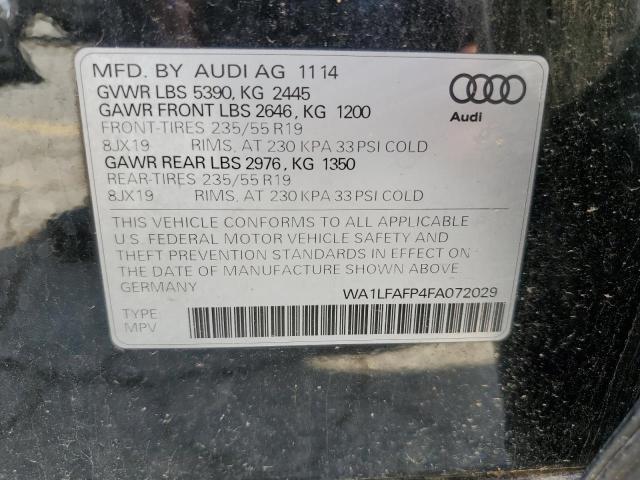 MFD. BY AUDI AG 11 14
GVWR LBS 5390, KG 2445
GAWR FRONT LBS 2646, KG 1200
FRONT-TIRES 235/55 R19
8JX19 RIMS, AT 230 KPA 33 PSI COLD
GAWR REAR LBS 2976, KG 1350
REAR-TIRES 235/55 R19
8JX19 RIMS, AT 230 KPA 33 PSI COLD
Audi
THIS VEHICLE CONFORMS TO ALL APPLICABLE
U.S. FEDERAL MOTOR VEHICLE SAFETY AND
THEFT PREVENTION STANDARDS IN EFFECT ON
THE DATE OF MANUFACTURE SHOWN ABOVE.
GERMANY WA1LFAFP4FA072029
TYPE:
MPV